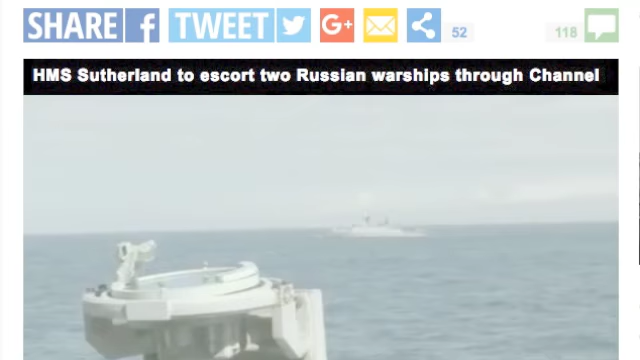 SHARE f TWEET G+ 52 118
HMS Sutherland to escort two Russian warships through Channel